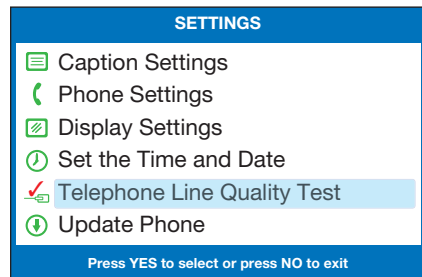 SETTINGS
Caption Settings
Phone Settings
Display Settings
Set the Time and Date
Telephone Line Quality Test
Update Phone
Press YES to select or press NO to exit